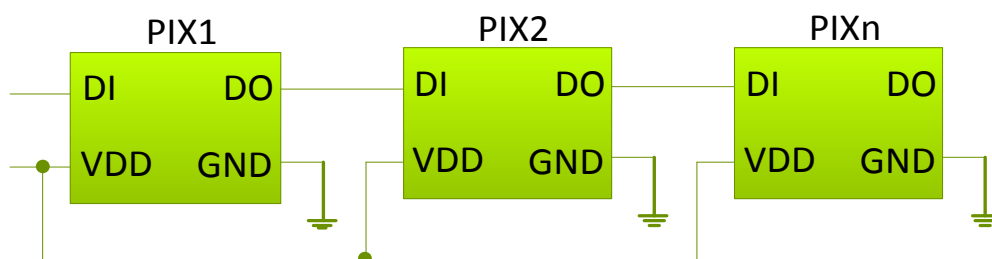 PIX1 PIX2 PIXn
DI DO DI DO DI DO
VDD GND VDD GND VDD GND